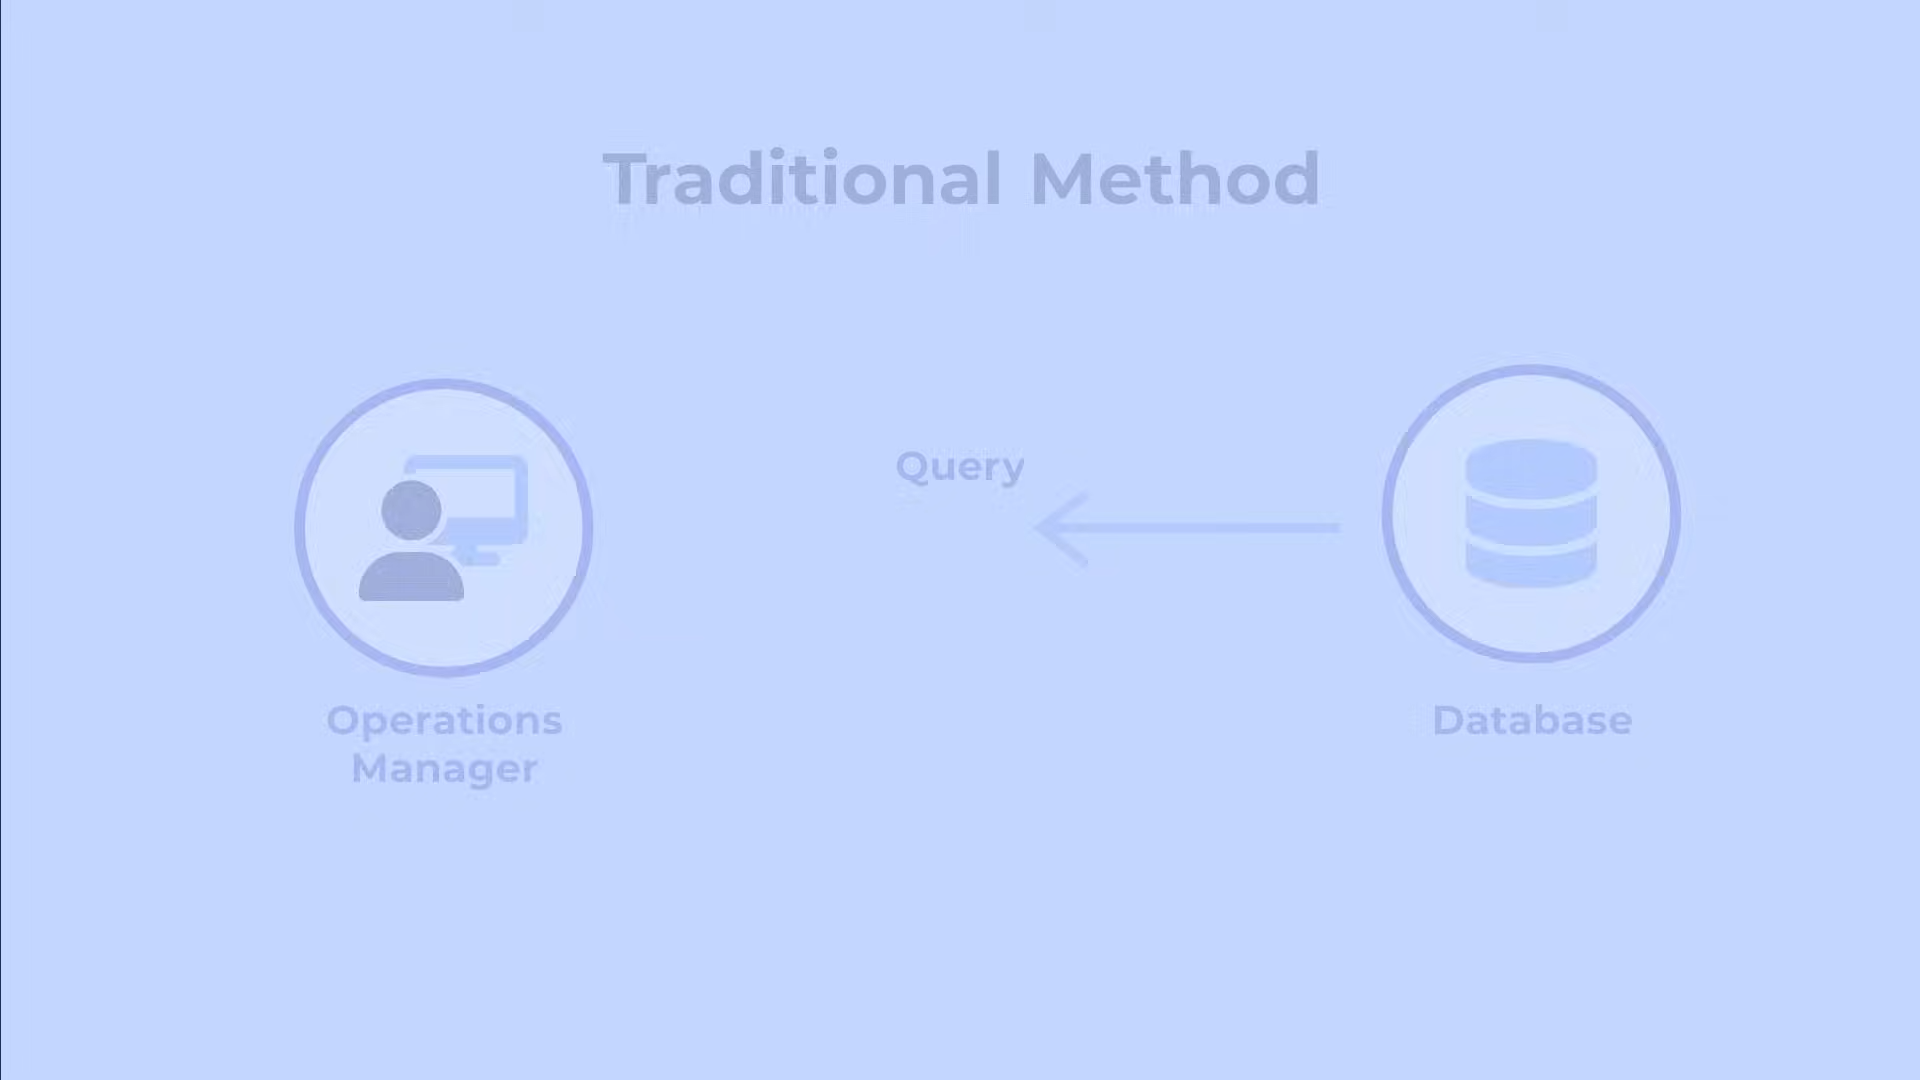 Traditional Method
Query
Operations
Manager
Database